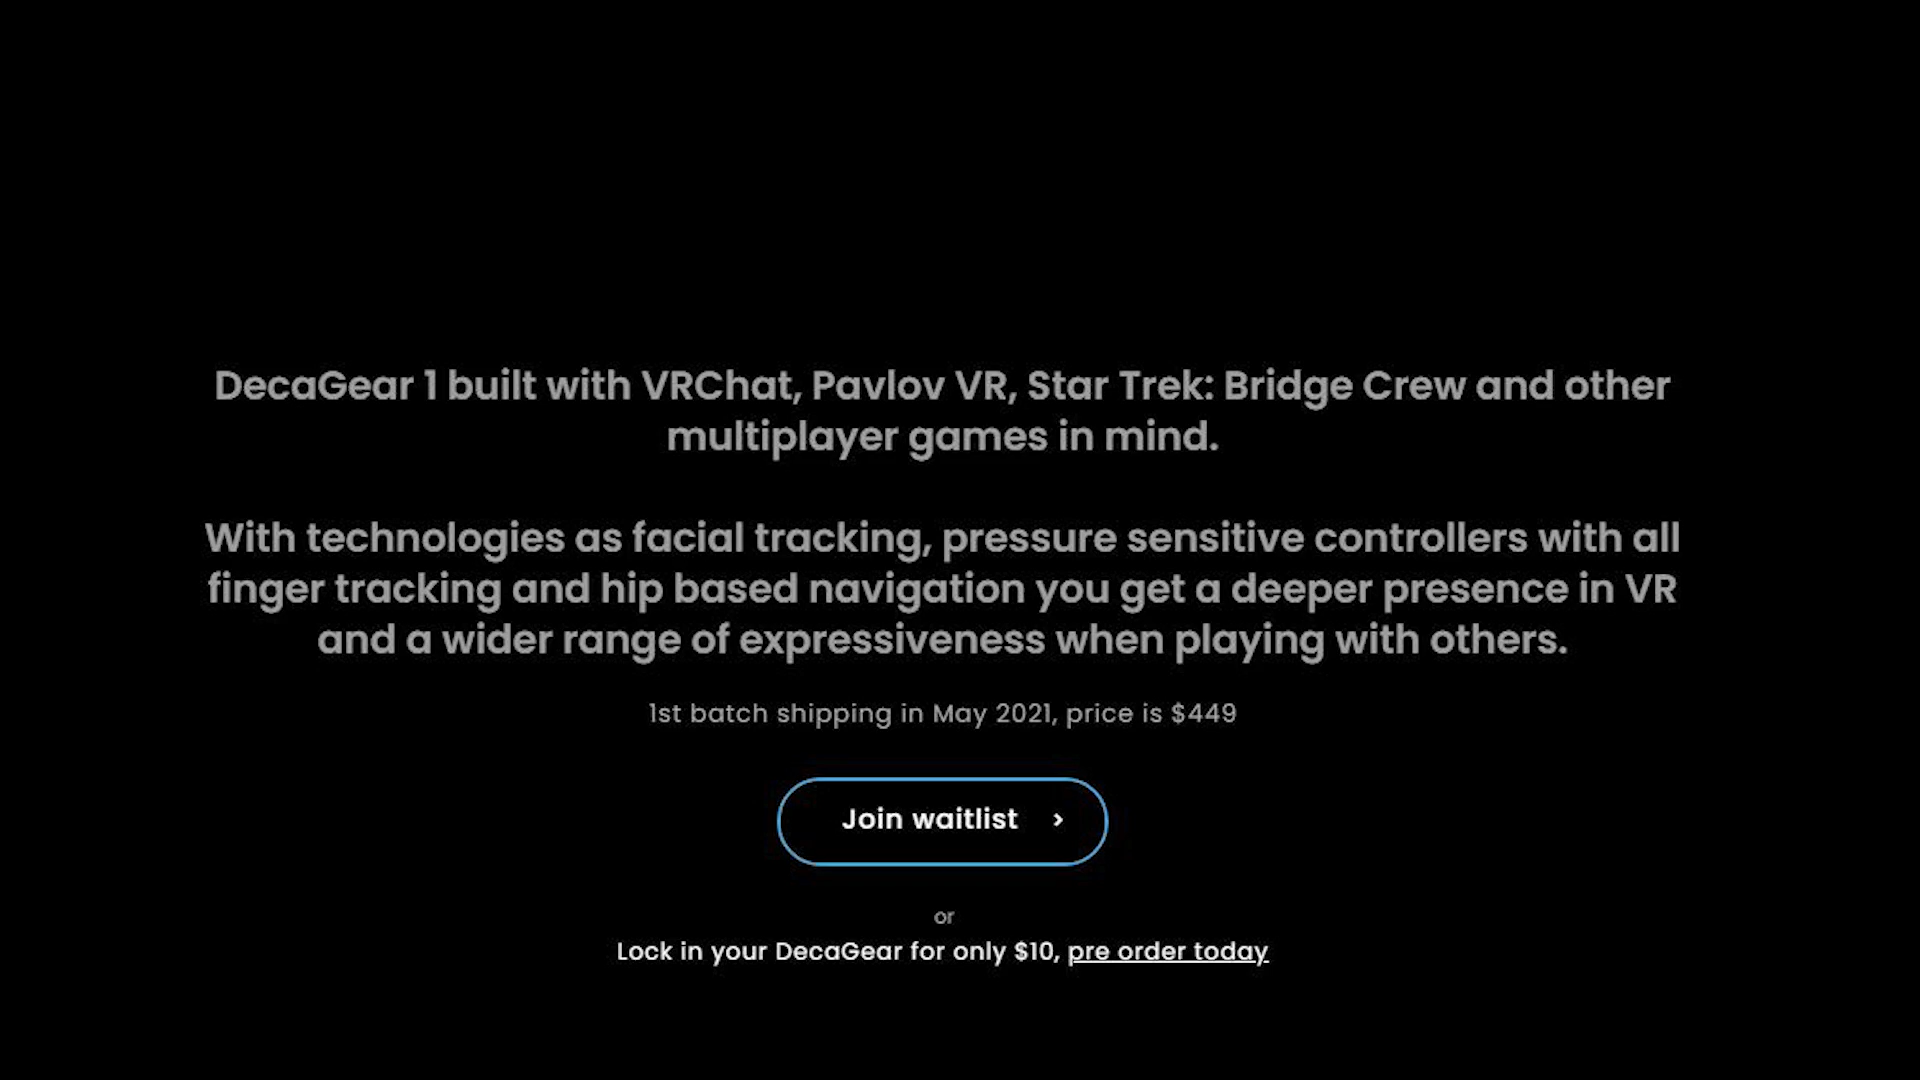 DecaGear 1 built with VRChat, Pavlov VR, Star Trek: Bridge Crew and other
multiplayer games in mind.
With technologies as facial tracking, pressure sensitive controllers with all
finger tracking and hip based navigation you get a deeper presence in VR
and a wider range of expressiveness when playing with others.
1st batch shipping in May 2021, price is $449
Join waitlist ›
or
Lock in your DecaGear for only $10, pre order today